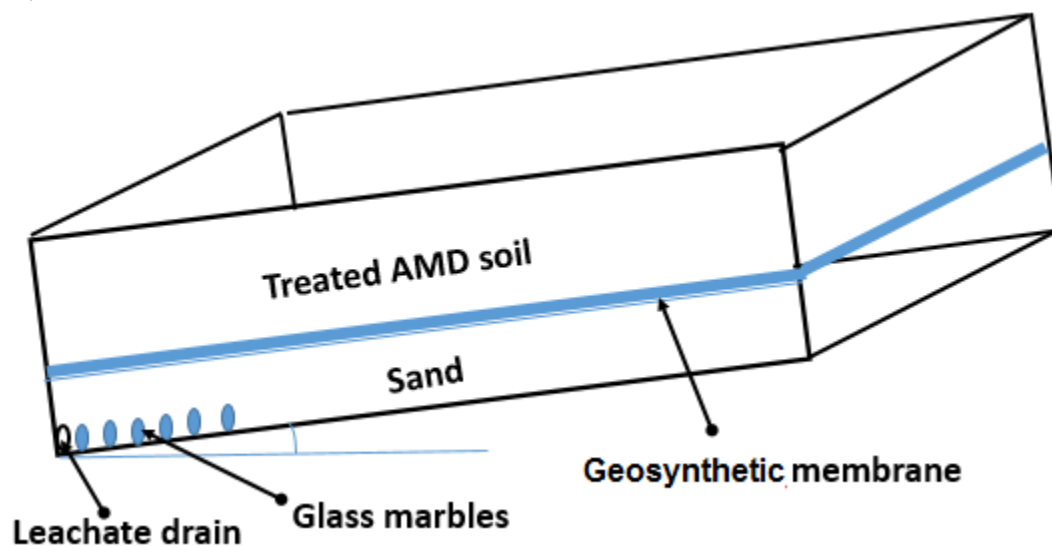 Treated AMD soil
Sand
Geosynthetic membrane
Glass marbles
Leachate drain